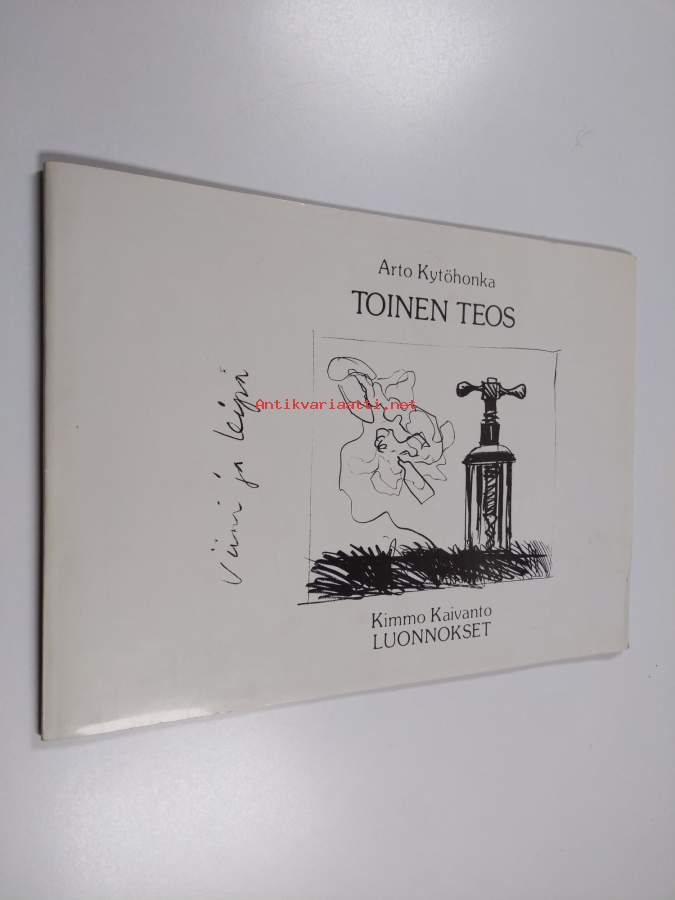 Arto Kytöhonka
TOINEN TEOS
Antikvariaatti.net
Viini ja leipä
Kimmo Kaivanto
LUONNOKSET